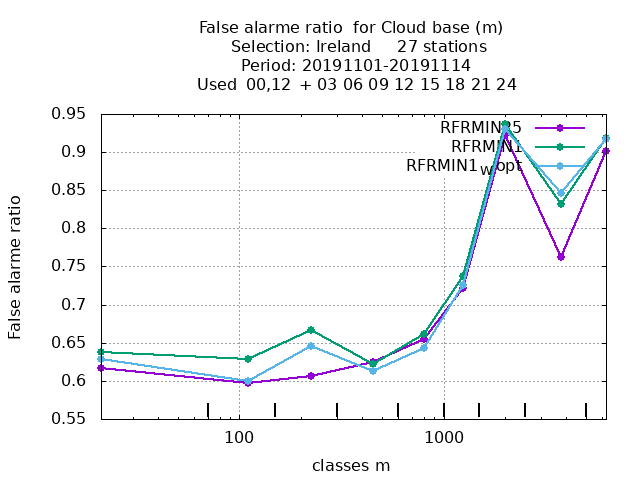 False alarme ratio  for Cloud base (m)
Selection: Ireland     27 stations
Period: 20191101-20191114
Used  00,12  + 03 06 09 12 15 18 21 24
0.95
0.9
0.85
0.8
0.75
0.7
0.65
0.6
0.55
False alarme ratio
RFRMIN25
RFRMIN1
RFRMIN1wopt
100
1000
classes m